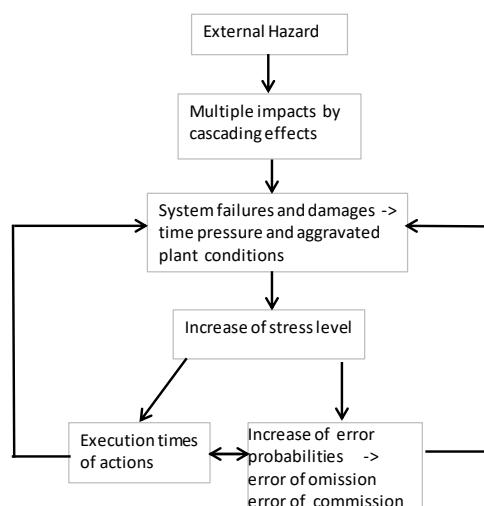 External Hazard
Multiple impacts by
cascading effects
System failures and damages ->
time pressure and aggravated
plant conditions
Increase of stress level
Execution times
of actions
Increase of error
probabilities ->
error of omission
error of commission